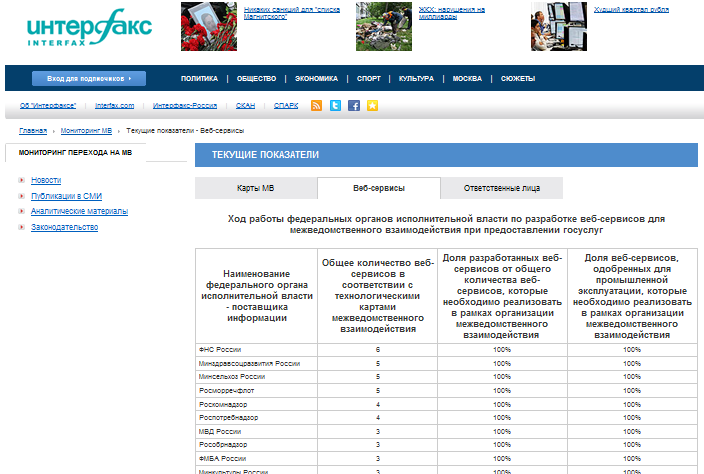 интерфакс
INTERFAX
Никаких санкций для "списка
Магнитского"
ЖКХ: нарушения на
миллиарды
Худший квартал рубля
Вход для подписчиков
ПОЛИТИКА | ОБЩЕСТВО | ЭКОНОМИКА | СПОРТ | КУЛЬТУРА | МОСКВА | СЮЖЕТЫ
Об "Интерфаксе" | Interfax.com | Интерфакс-Россия | СКАН | СПАРК
Главная › Мониторинг МВ › Текущие показатели - Веб-сервисы
МОНИТОРИНГ ПЕРЕХОДА НА МВ
Новости
Публикации в СМИ
Аналитические материалы
Законодательство
ТЕКУЩИЕ ПОКАЗАТЕЛИ
Карты МВ Веб-сервисы Ответственные лица
Ход работы федеральных органов исполнительной власти по разработке веб-сервисов для
межведомственного взаимодействия при предоставлении госуслуг
Наименование
федерального органа
исполнительной власти
- поставщика
информации
Общее количество веб-
сервисов в
соответствии с
технологическими
картами
межведомственного
взаимодействия
Доля разработанных веб-
сервисов от общего
количества веб-
сервисов, которые
необходимо реализовать
в рамках организации
межведомственного
взаимодействия
Доля веб-сервисов,
одобренных для
промышленной
эксплуатации, которые
необходимо реализовать
в рамках организации
межведомственного
взаимодействия
ФНС России 6 100% 100%
Минздравсоцразвития России 5 100% 100%
Минсельхоз России 5 100% 100%
Росморречфлот 5 100% 100%
Роскомнадзор 4 100% 100%
Роспотребнадзор 4 100% 100%
МВД России 3 100% 100%
Рособрнадзор 3 100% 100%
ФМБА России 3 100% 100%
Минкультуры России 3 100% 100%